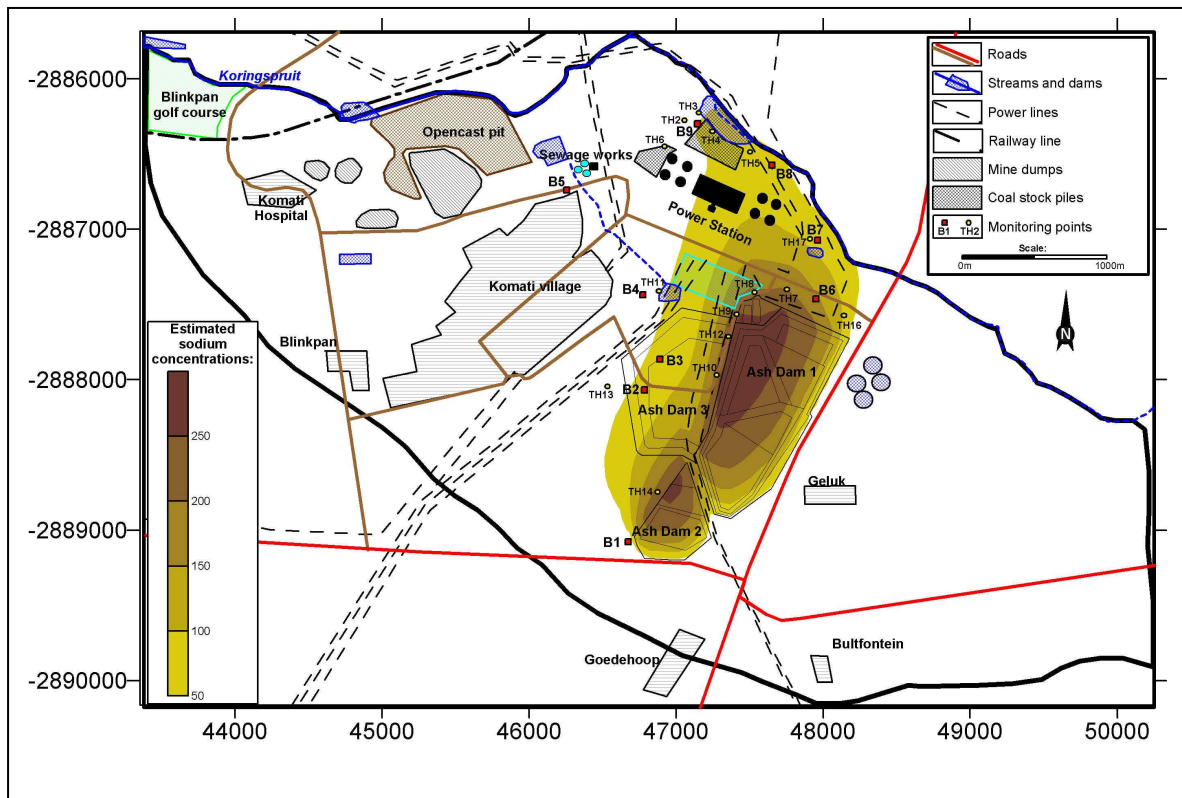 -2886000
-2887000
-2888000
-2889000
-2890000
44000
45000
46000
47000
48000
49000
50000
Koringspruit
Blinkpan
golf course
Opencast pit
Sewage works
Komati
Hospital
B5
TH3
TH2
B9
TH4
TH6
TH5
B8
Power Station
B7
TH17
Komati village
TH11
B4
TH8
TH7
B6
TH9
TH16
TH12
Blinkpan
B3
TH10
Ash Dam 1
B2
TH13
Ash Dam 3
TH14
Geluk
Ash Dam 2
B1
Goedehoop
Bultfontein
Roads
Streams and dams
Power lines
Railway line
Mine dumps
Coal stock piles
B1 TH2 Monitoring points
Scale:
0m 1000m
N
Estimated
sodium
concentrations:
250
200
150
100
50